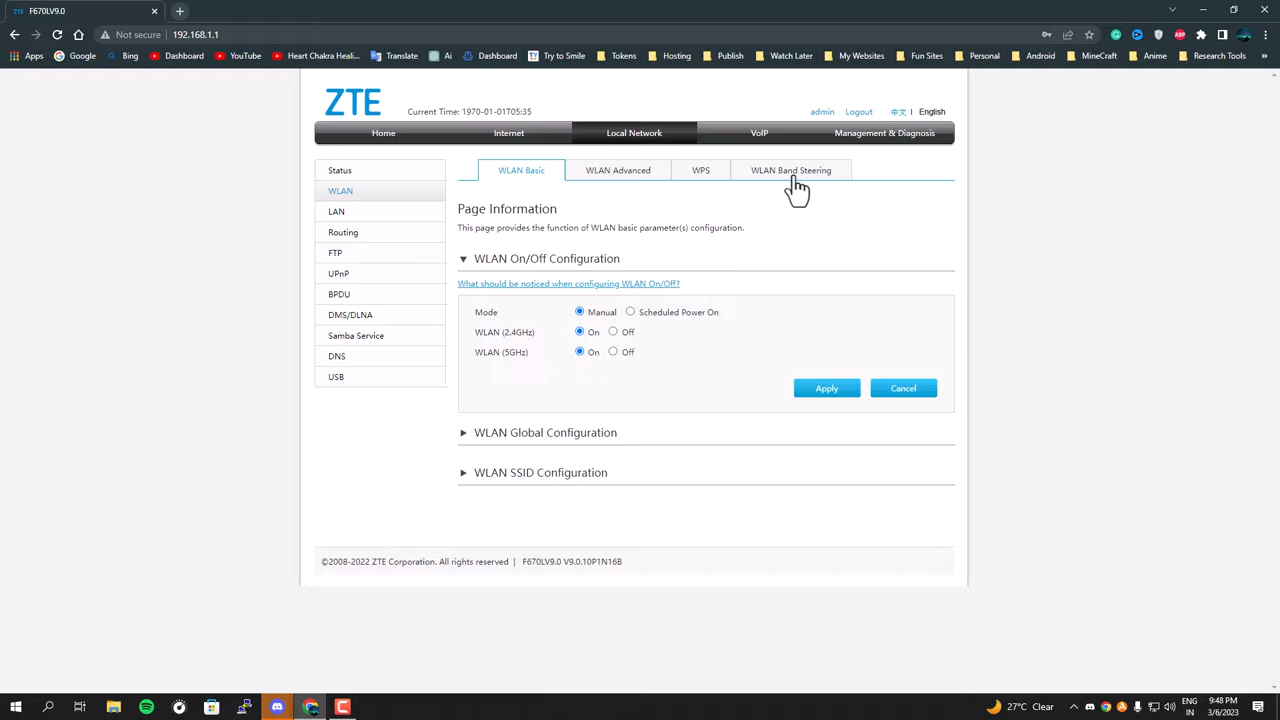 F670LV9.0
Not secure | 192.168.1.1
Apps Google Bing Dashboard YouTube Heart Chakra Heali... Translate Ai Dashboard Try to Smile Tokens Hosting Publish Watch Later My Websites Fun Sites Personal Android MineCraft Anime Research Tools
ZTE
Current Time: 1970-01-01T05:35
admin Logout 中文 | English
Home Internet Local Network VoIP Management & Diagnosis
Status
WLAN
LAN
Routing
FTP
UPnP
BPDU
DMS/DLNA
Samba Service
DNS
USB
WLAN Basic WLAN Advanced WPS WLAN Band Steering
Page Information
This page provides the function of WLAN basic parameter(s) configuration.
WLAN On/Off Configuration
What should be noticed when configuring WLAN On/Off?
Mode Manual Scheduled Power On
WLAN (2.4GHz) On Off
WLAN (5GHz) On Off
Apply Cancel
WLAN Global Configuration
WLAN SSID Configuration
©2008-2022 ZTE Corporation. All rights reserved | F670LV9.0 V9.0.10P1N16B
27°C Clear
ENG
IN
9:48 PM
3/6/2023